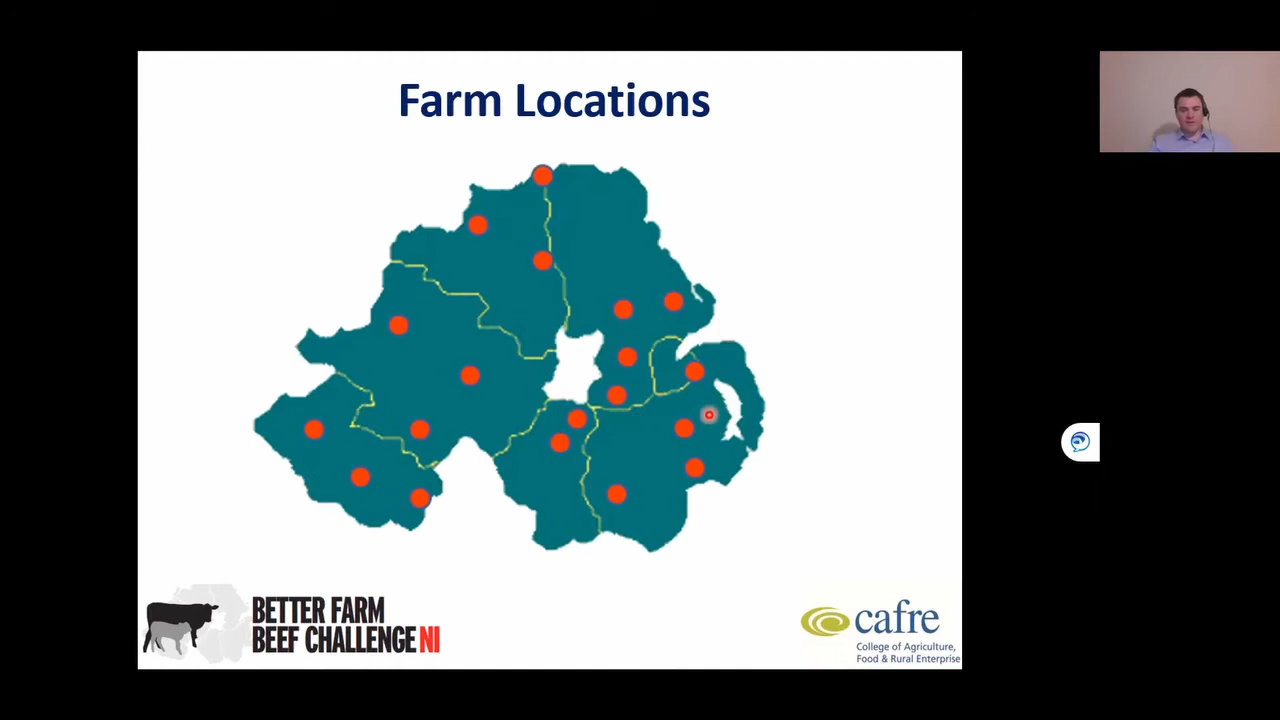 Farm Locations
BETTER FARM
BEEF CHALLENGE NI
cafre
College of Agriculture,
Food & Rural Enterprise